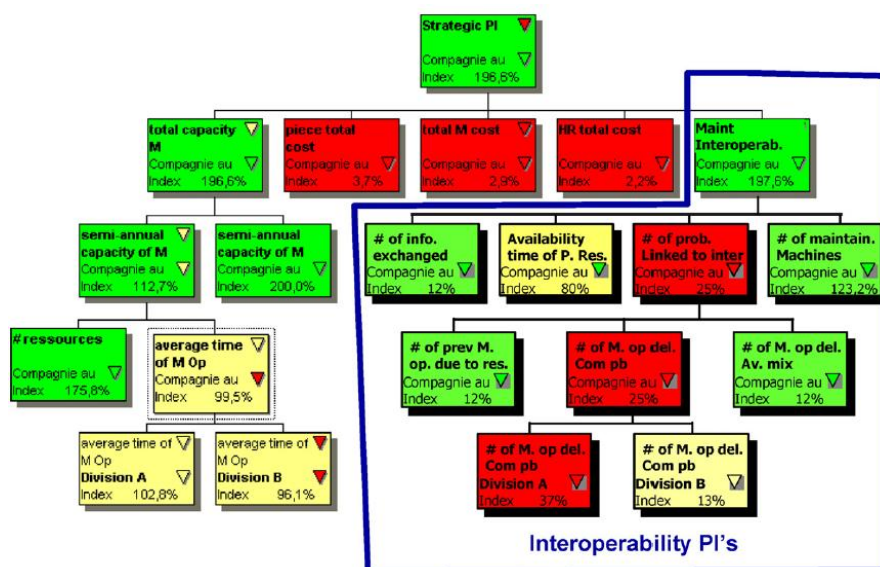 Strategic PI
Compagnie au
Index 196,6%
total capacity
M
Compagnie au
Index 196,6%
piece total
cost
Compagnie au
Index 3,7%
total M cost
Compagnie au
Index 2,9%
HR total cost
Compagnie au
Index 2,2%
Maint
Interoperab.
Compagnie au
Index 197,6%
semi-annual
capacity of M
Compagnie au
Index 112,7%
semi-annual
capacity of M
Compagnie au
Index 200,0%
# of info.
exchanged
Compagnie au
Index 12%
Availability
time of P. Res.
Compagnie au
Index 80%
# of prob.
Linked to inter
Compagnie au
Index 25%
# of maintain.
Machines
Compagnie au
Index 123,2%
# ressources
Compagnie au
Index 175,8%
average time
of M Op
Compagnie au
Index 99,5%
# of prev M.
op. due to res.
Compagnie au
Index 12%
# of M. op del.
Com pb
Compagnie au
Index 25%
# of M. op del.
Av. mix
Compagnie au
Index 12%
average time of
M Op
Division A
Index 102,8%
average time of
M Op
Division B
Index 96,1%
# of M. op del.
Com pb
Division A
Index 37%
# of M. op del.
Com pb
Division B
Index 13%
Interoperability PI's